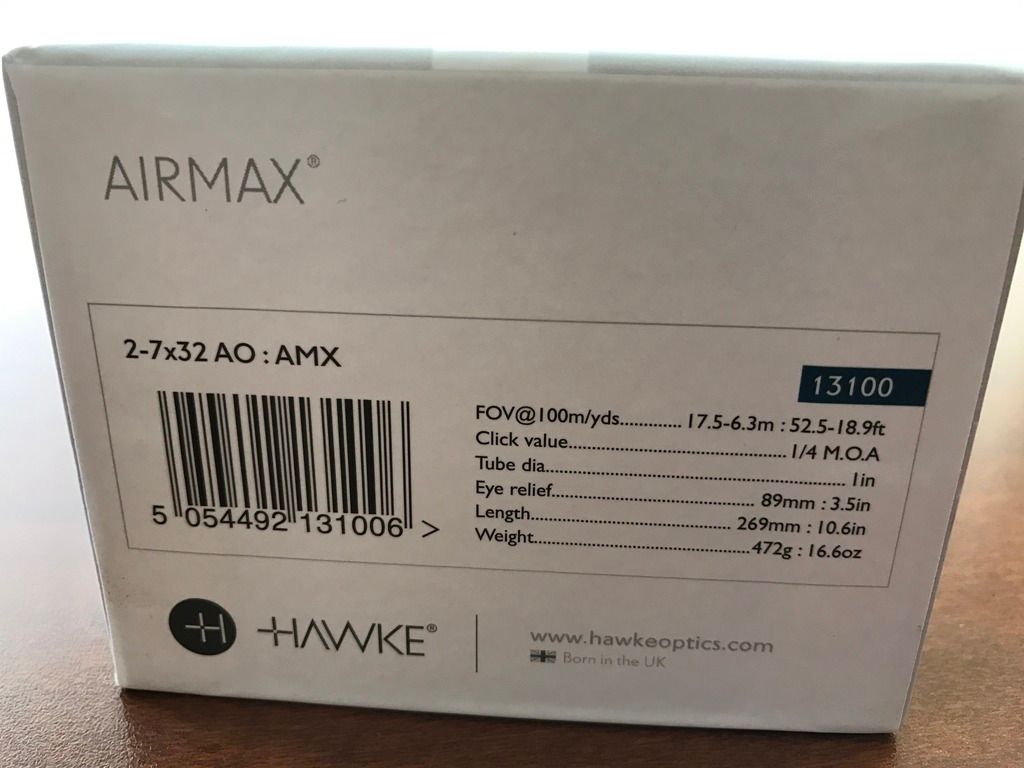 AIRMAX®
2-7x32 AO : AMX
13100
FOV@100m/yds............. 17.5-6.3m : 52.5-18.9ft
Click value.............................................. 1/4 M.O.A
Tube dia............................................................... 1in
Eye relief........................................... 89mm : 3.5in
Length.......................................... 269mm : 10.6in
Weight.............................................472g : 16.6oz
5 054492 131006 >
HAWKE®
www.hawkeoptics.com
Born in the UK